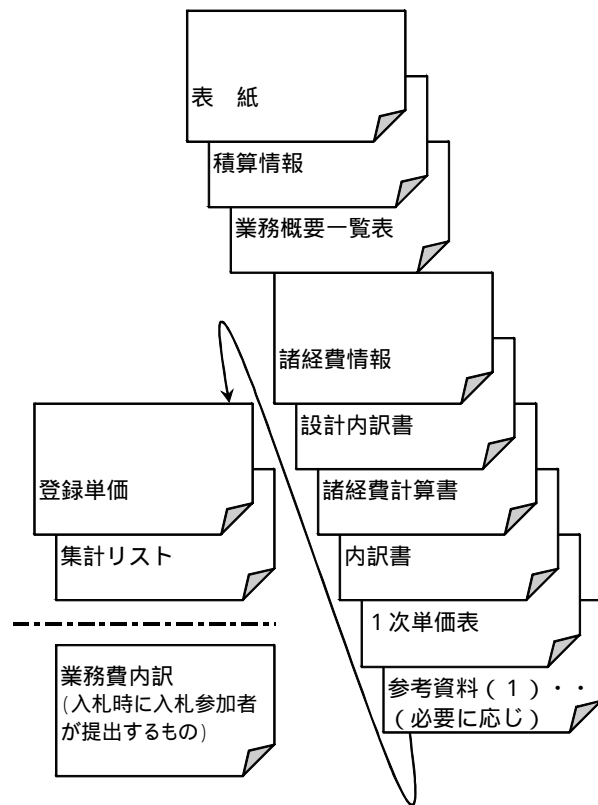 表　紙
積算情報
業務概要一覧表
諸経費情報
設計内訳書
諸経費計算書
内訳書
１次単価表
参考資料（１）・・
（必要に応じ）
登録単価
集計リスト
業務費内訳
(入札時に入札参加者
が提出するもの)